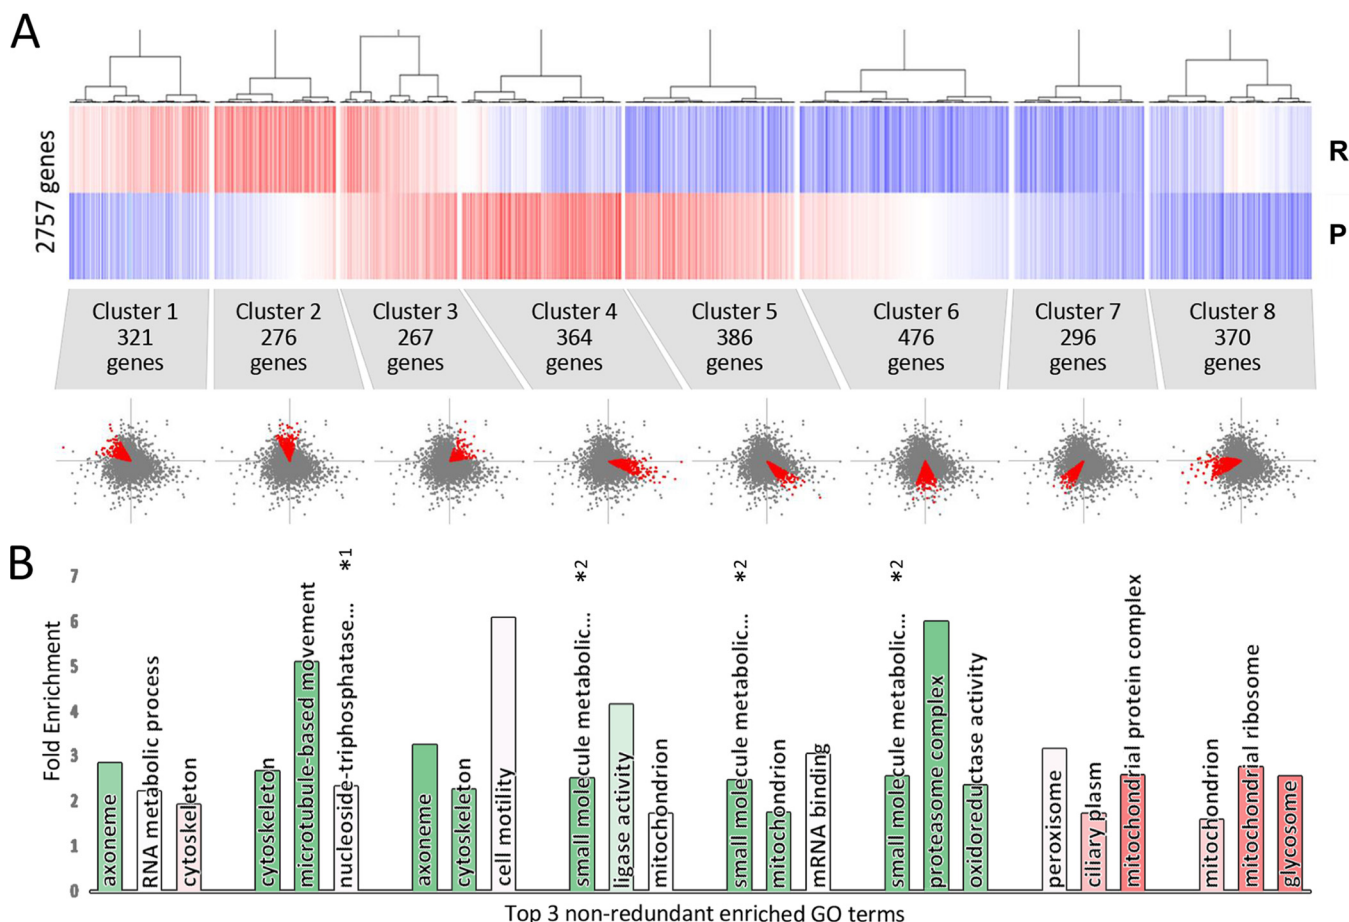 A
2757 genes
R
P
Cluster 1
321
genes
Cluster 2
276
genes
Cluster 3
267
genes
Cluster 4
364
genes
Cluster 5
386
genes
Cluster 6
476
genes
Cluster 7
296
genes
Cluster 8
370
genes
B
Fold Enrichment
7
6
5
4
3
2
1
0
axoneme
RNA metabolic process
cytoskeleton
cytoskeleton
microtubule-based movement
nucleoside-triphosphatase... *1
axoneme
cytoskeleton
cell motility
small molecule metabolic... *2
ligase activity
mitochondrion
small molecule metabolic... *2
mitochondrion
mRNA binding
small molecule metabolic... *2
proteasome complex
oxidoreductase activity
peroxisome
ciliary plasm
mitochondrial protein complex
mitochondrion
mitochondrial ribosome
glycosome
Top 3 non-redundant enriched GO terms